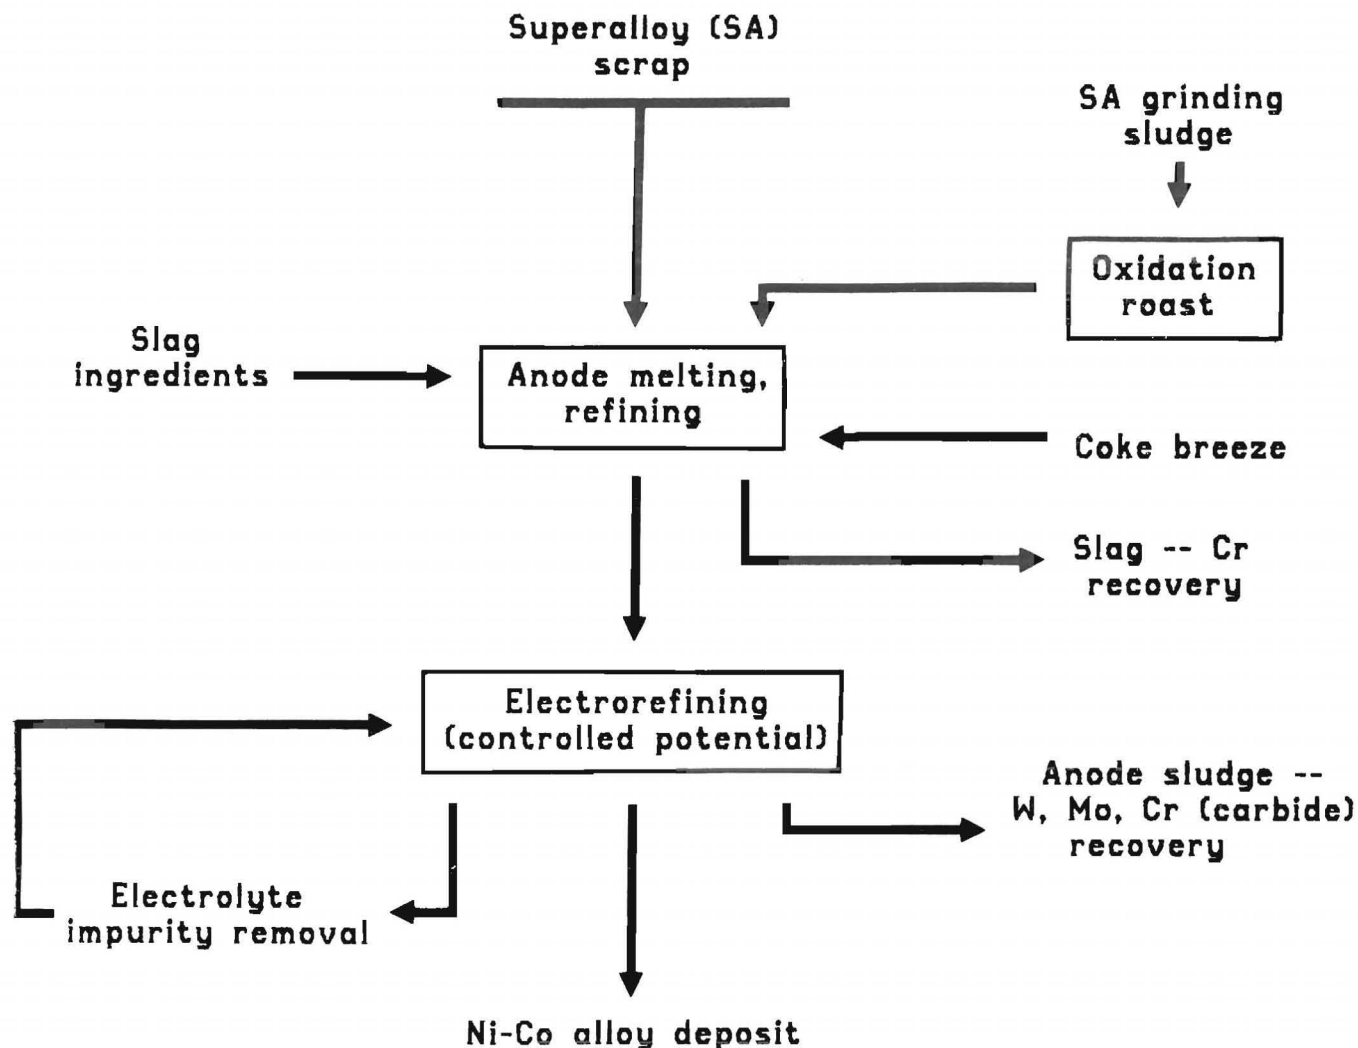 Superalloy (SA)
scrap
SA grinding
sludge
Oxidation
roast
Slag
ingredients
Anode melting,
refining
Coke breeze
Slag -- Cr
recovery
Electrorefining
(controlled potential)
Anode sludge --
W, Mo, Cr (carbide)
recovery
Electrolyte
impurity removal
Ni-Co alloy deposit